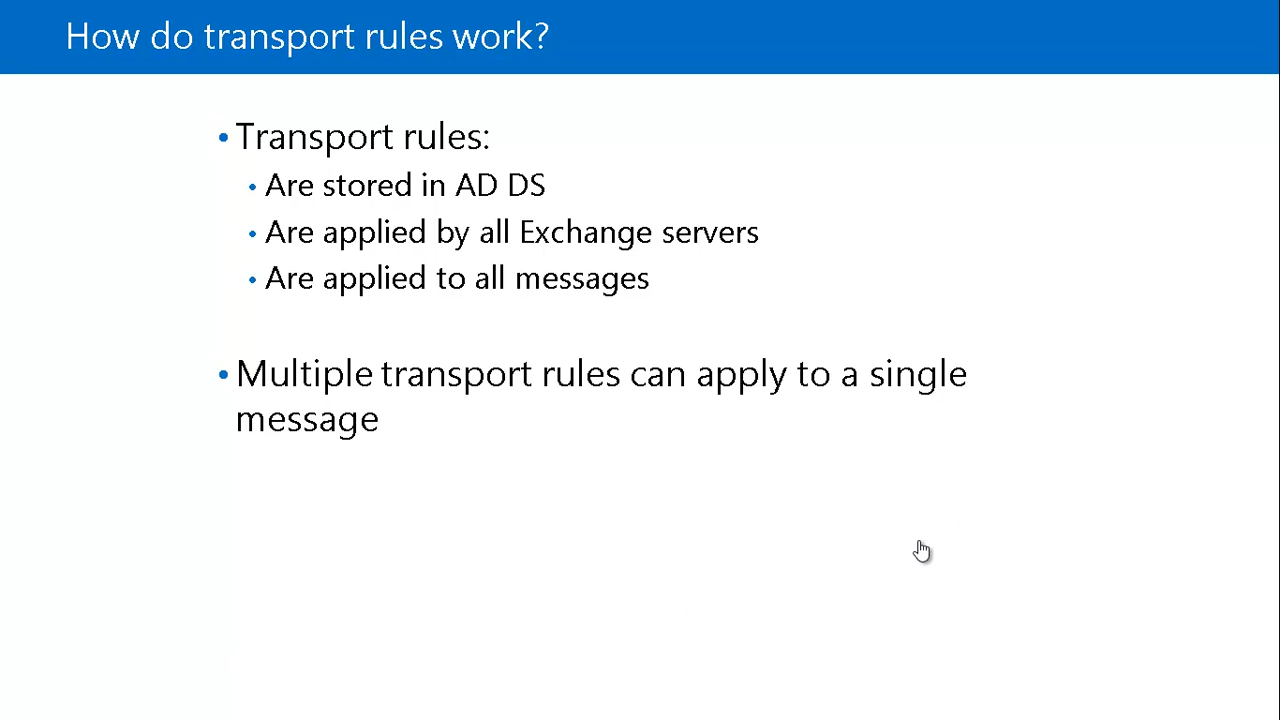 How do transport rules work?
• Transport rules:
• Are stored in AD DS
• Are applied by all Exchange servers
• Are applied to all messages
• Multiple transport rules can apply to a single
message